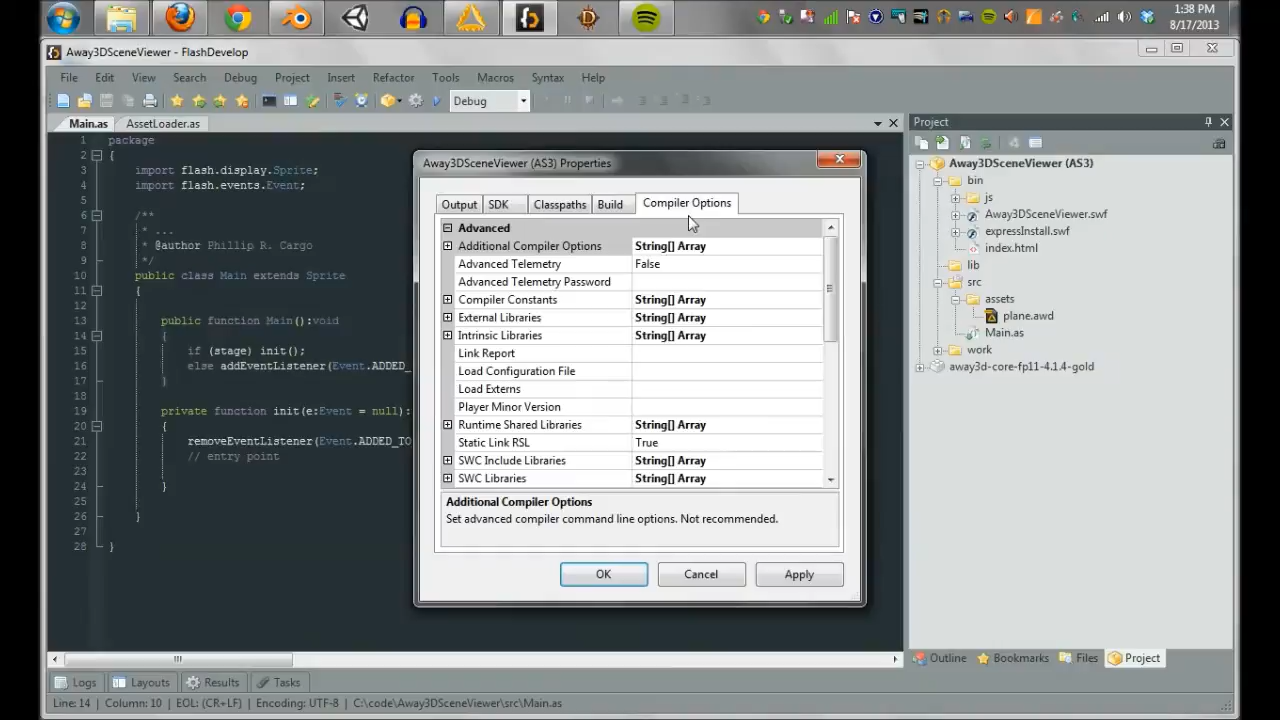 1:38 PM
8/17/2013
Away3DSceneViewer - FlashDevelop
File Edit View Search Debug Project Insert Refactor Tools Macros Syntax Help
Debug
Main.as AssetLoader.as
1 package
2 {
3 import flash.display.Sprite;
4 import flash.events.Event;
5
6 /**
7 * ...
8 * @author Phillip R. Cargo
9 */
10 public class Main extends Sprite
11 {
12
13 public function Main():void
14 {
15 if (stage) init();
16 else addEventListener(Event.ADDED_
17 }
18
19 private function init(e:Event = null):
20 {
21 removeEventListener(Event.ADDED_TO
22 // entry point
23
24 }
25
26 }
27
28 }
Away3DSceneViewer (AS3) Properties
Output SDK Classpaths Build Compiler Options
Advanced
Additional Compiler Options String[] Array
Advanced Telemetry False
Advanced Telemetry Password
Compiler Constants String[] Array
External Libraries String[] Array
Intrinsic Libraries String[] Array
Link Report
Load Configuration File
Load Externs
Player Minor Version
Runtime Shared Libraries String[] Array
Static Link RSL True
SWC Include Libraries String[] Array
SWC Libraries String[] Array
Additional Compiler Options
Set advanced compiler command line options. Not recommended.
OK Cancel Apply
Project
Away3DSceneViewer (AS3)
bin
js
Away3DSceneViewer.swf
expressInstall.swf
index.html
lib
src
assets
plane.awd
Main.as
work
away3d-core-fp11-4.1.4-gold
Outline Bookmarks Files Project
Logs Layouts Results Tasks
Line: 14 | Column: 10 | EOL: (CR+LF) | Encoding: UTF-8 | C:\code\Away3DSceneViewer\src\Main.as